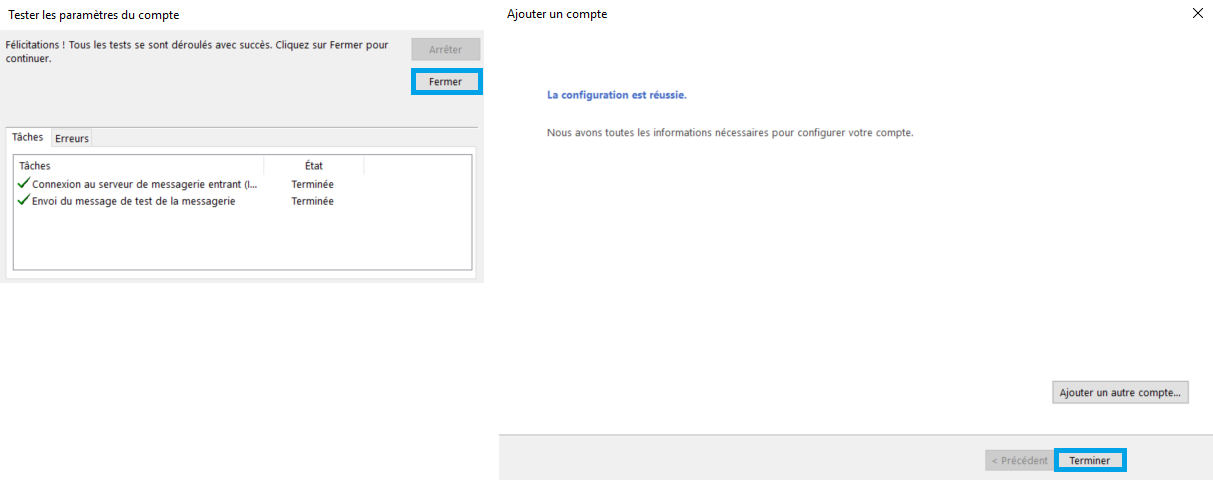 Tester les paramètres du compte
Félicitations ! Tous les tests se sont déroulés avec succès. Cliquez sur Fermer pour
continuer.
Arrêter
Fermer
Tâches
Erreurs
Tâches
État
Connexion au serveur de messagerie entrant (I...
Terminée
Envoi du message de test de la messagerie
Terminée
Ajouter un compte
La configuration est réussie.
Nous avons toutes les informations nécessaires pour configurer votre compte.
Ajouter un autre compte...
< Précédent
Terminer